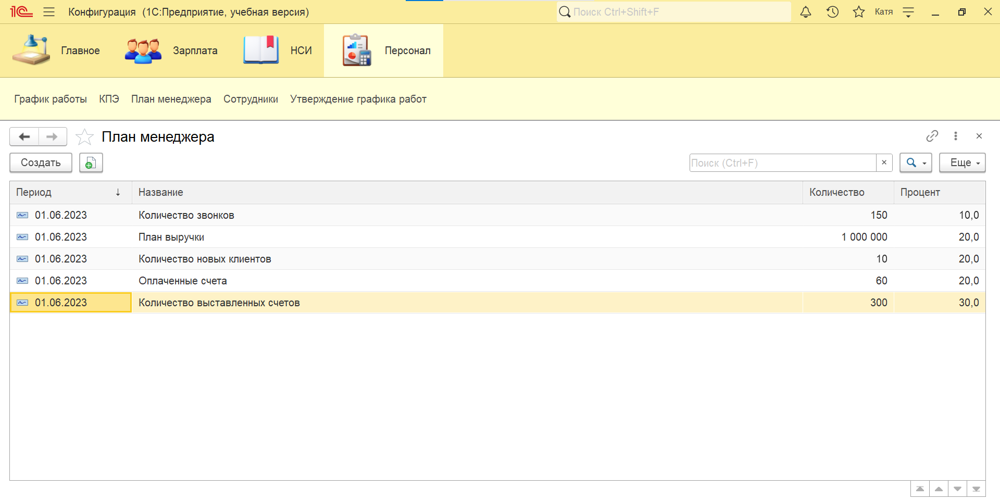 1С Конфигурация (1С:Предприятие, учебная версия) Поиск Ctrl+Shift+F Катя
Главное Зарплата НСИ Персонал
График работы КПЭ План менеджера Сотрудники Утверждение графика работ
План менеджера
Создать Поиск (Ctrl+F) × Еще
Период ↓ Название Количество Процент
01.06.2023 Количество звонков 150 10,0
01.06.2023 План выручки 1 000 000 20,0
01.06.2023 Количество новых клиентов 10 20,0
01.06.2023 Оплаченные счета 60 20,0
01.06.2023 Количество выставленных счетов 300 30,0